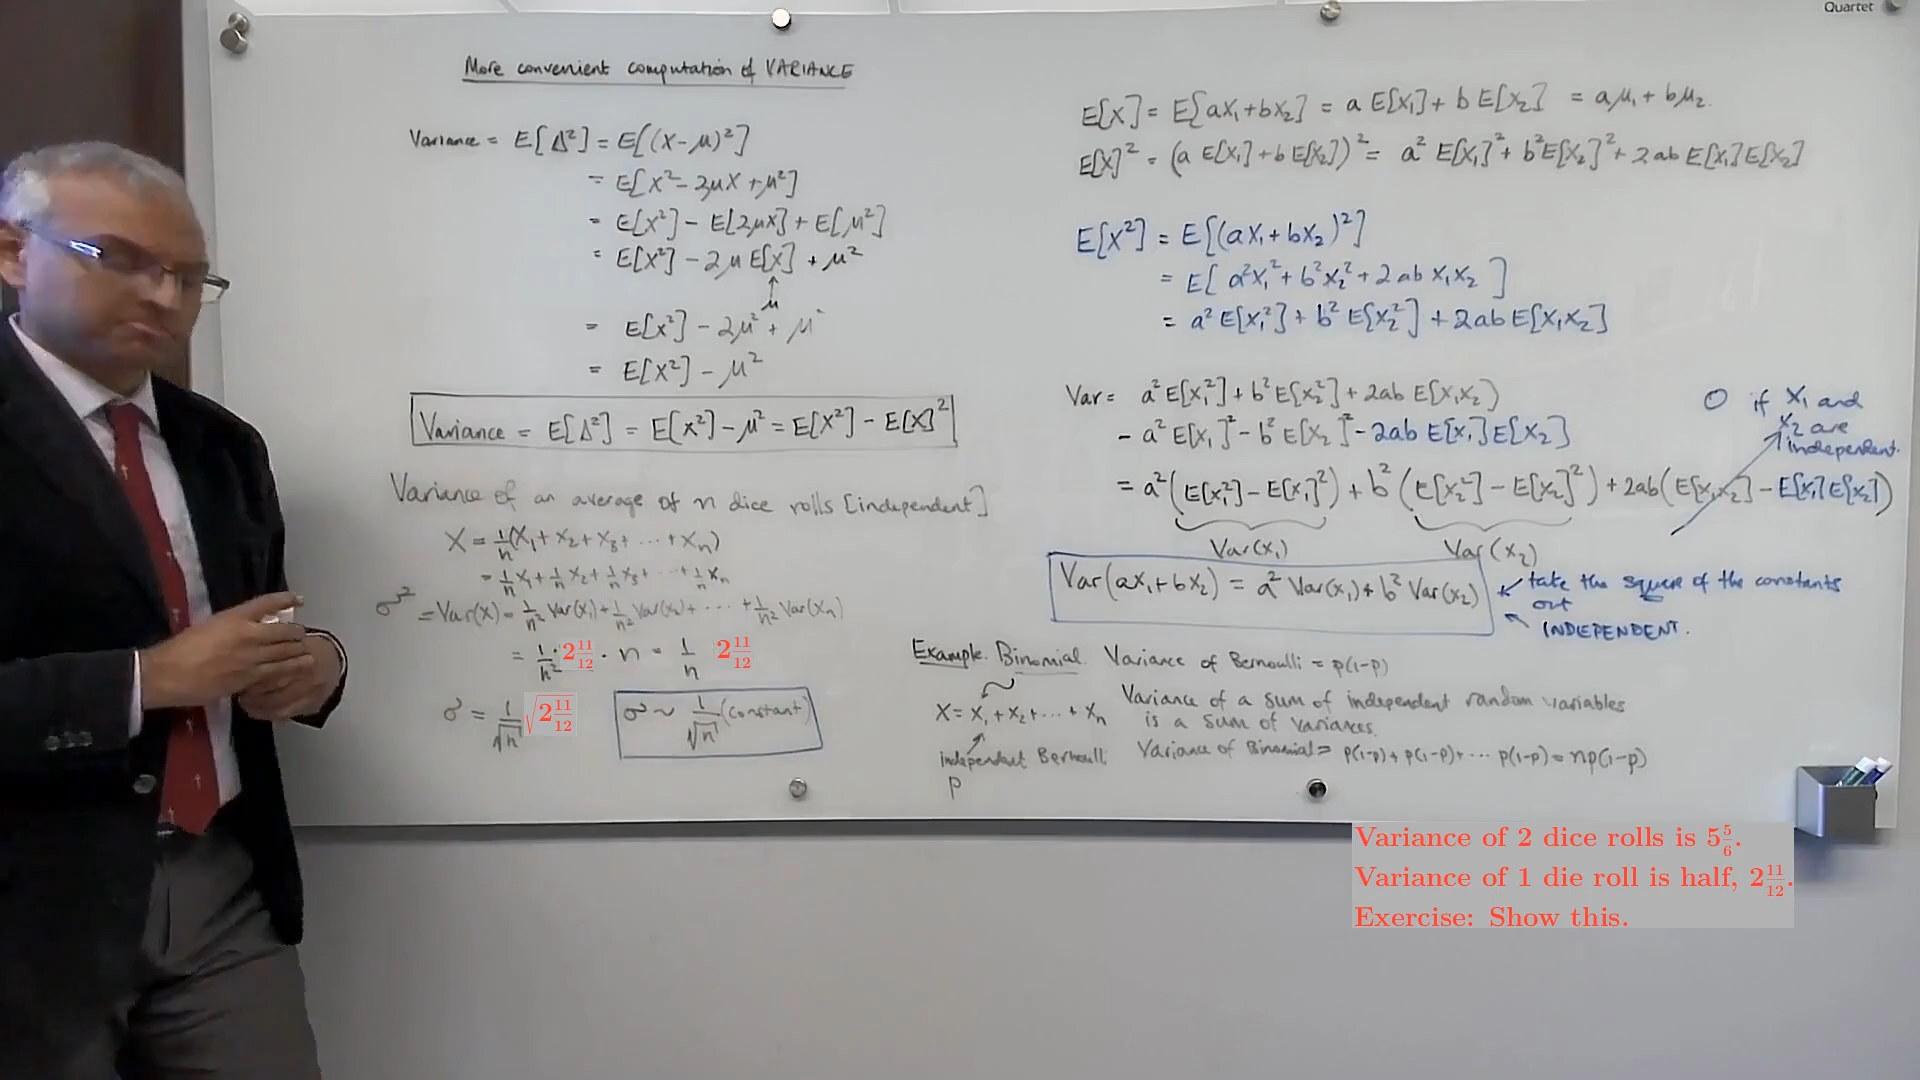 Quartet
More convenient computation of VARIANCE
Variance = E[Δ²] = E[(X-μ)²]
= E[X² - 2μX + μ²]
= E[X²] - E[2μX] + E[μ²]
= E[X²] - 2μ E[X] + μ²
↑
μ
= E[X²] - 2μ² + μ²
= E[X²] - μ²
Variance = E[Δ²] = E[X²] - μ² = E[X²] - E[X]²
Variance of an average of n dice rolls [independent]
X = 1/n (X₁ + X₂ + X₃ + ... + Xₙ)
= 1/n X₁ + 1/n X₂ + 1/n X₃ + ... + 1/n Xₙ
σ² = Var(X) = 1/n² Var(X₁) + 1/n² Var(X₂) + ... + 1/n² Var(Xₙ)
= 1/n² · 2 11/12 · n = 1/n 2 11/12
σ = 1/√n √(2 11/12)
σ ~ 1/√n (constant)
E[X] = E[aX₁ + bX₂] = a E[X₁] + b E[X₂] = aμ₁ + bμ₂.
E[X]² = (a E[X₁] + b E[X₂])² = a² E[X₁]² + b² E[X₂]² + 2ab E[X₁] E[X₂]
E[X²] = E[(aX₁ + bX₂)²]
= E[a²X₁² + b²X₂² + 2ab X₁X₂]
= a² E[X₁²] + b² E[X₂²] + 2ab E[X₁X₂]
Var = a² E[X₁²] + b² E[X₂²] + 2ab E[X₁X₂]
- a² E[X₁]² - b² E[X₂]² - 2ab E[X₁] E[X₂]
= a² (E[X₁²] - E[X₁]²) + b² (E[X₂²] - E[X₂]²) + 2ab (E[X₁X₂] - E[X₁] E[X₂])
0 if X₁ and
X₂ are
independent.
Var(X₁) Var(X₂)
Var(aX₁ + bX₂) = a² Var(X₁) + b² Var(X₂)
take the square of the constants
out
INDEPENDENT.
Example. Binomial. Variance of Bernoulli = p(1-p)
X = X₁ + X₂ + ... + Xₙ
independent Bernoulli
p
Variance of a sum of independent random variables
is a sum of variances.
Variance of Binomial = p(1-p) + p(1-p) + ... p(1-p) = np(1-p)
Variance of 2 dice rolls is 5 5/6.
Variance of 1 die roll is half, 2 11/12.
Exercise: Show this.